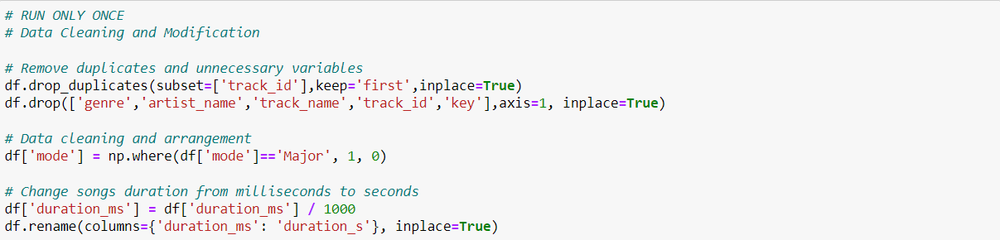 # RUN ONLY ONCE
# Data Cleaning and Modification
# Remove duplicates and unnecessary variables
df.drop_duplicates(subset=['track_id'],keep='first',inplace=True)
df.drop(['genre','artist_name','track_name','track_id','key'],axis=1, inplace=True)
# Data cleaning and arrangement
df['mode'] = np.where(df['mode']=='Major', 1, 0)
# Change songs duration from milliseconds to seconds
df['duration_ms'] = df['duration_ms'] / 1000
df.rename(columns={'duration_ms': 'duration_s'}, inplace=True)